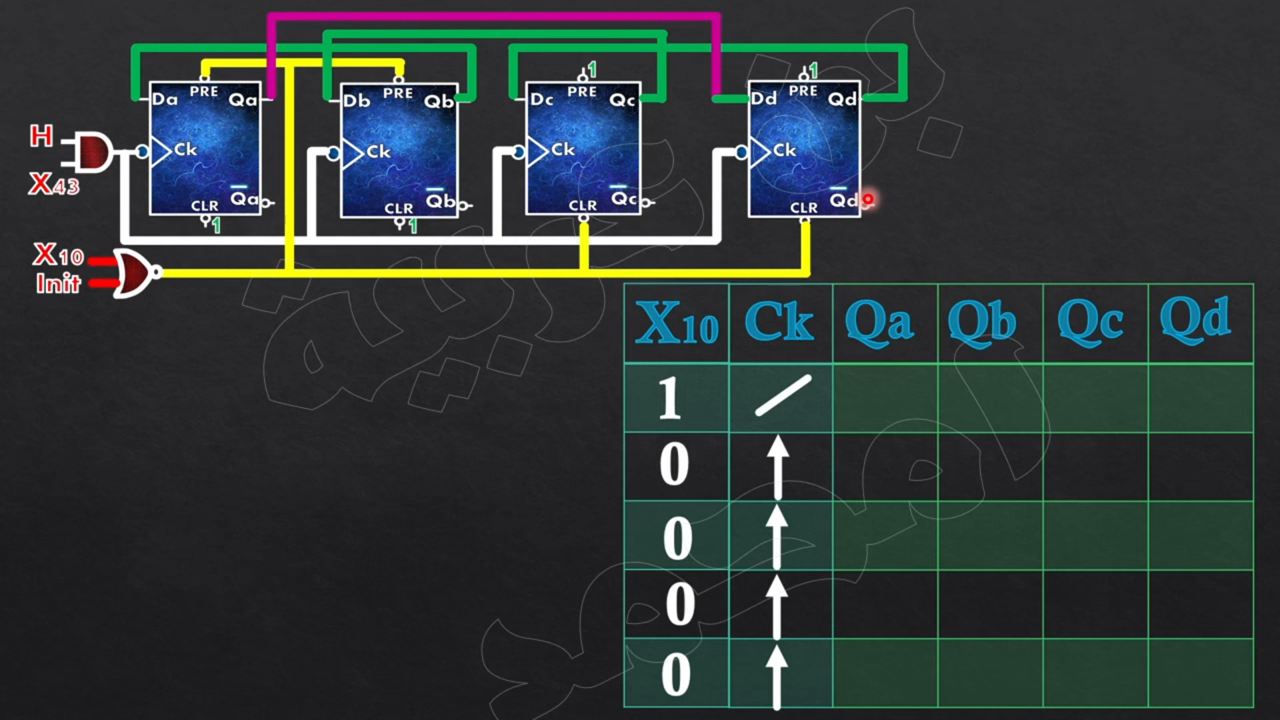 1 1
PRE PRE PRE PRE
Da Qa Db Qb Dc Qc Dd Qd
H
Ck Ck Ck Ck
X43
Qa Qb Qc Qd
CLR CLR CLR CLR
1 1
X10
Init
X10 Ck Qa Qb Qc Qd
1
0 ↑
0 ↑
0 ↑
0 ↑